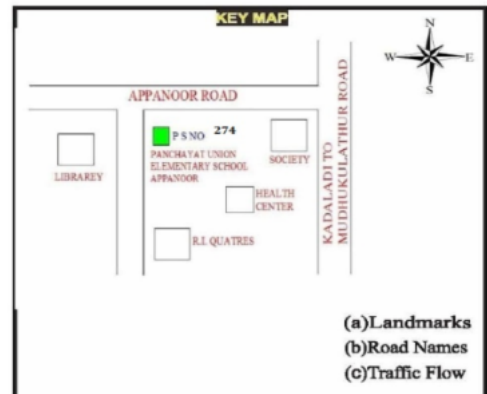 KEY MAP
N
W E
S
APPANOOR ROAD
P S NO 274
PANCHAYAT UNION
ELEMENTARY SCHOOL
APPANOOR
SOCIETY
LIBRAREY
HEALTH
CENTER
R.I. QUATRES
KADALADI TO
MUDHUKULATHUR ROAD
(a)Landmarks
(b)Road Names
(c)Traffic Flow